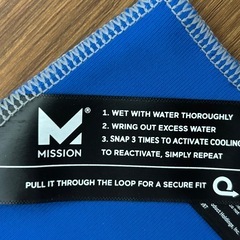 1. WET WITH WATER THOROUGHLY
2. WRING OUT EXCESS WATER
3. SNAP 3 TIMES TO ACTIVATE COOLING
TO REACTIVATE, SIMPLY REPEAT
M®
MISSION
PULL IT THROUGH THE LOOP FOR A SECURE FIT